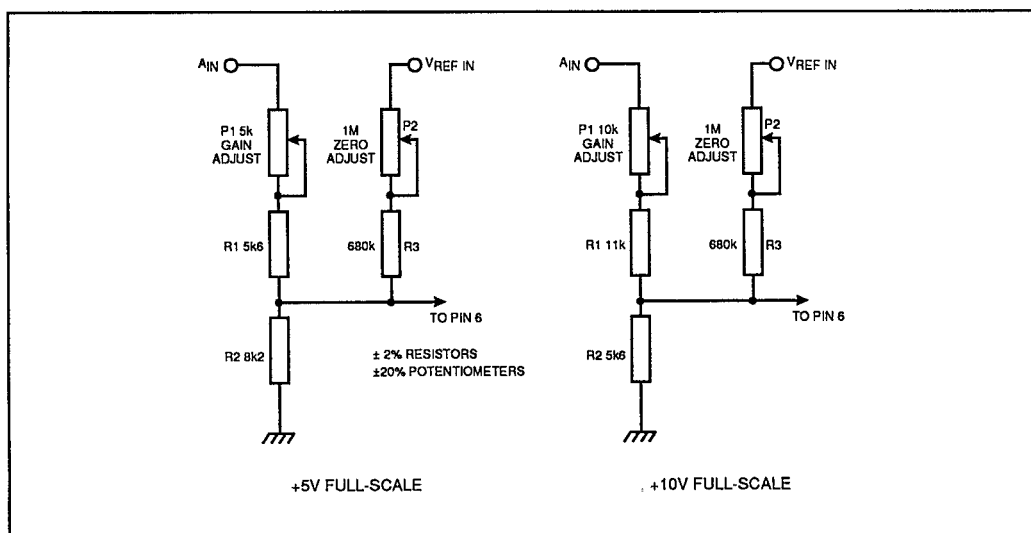 AIN
VREF IN
P1 5k
GAIN
ADJUST
1M
ZERO
ADJUST
P2
R1 5k6
680k
R3
TO PIN 6
R2 8k2
± 2% RESISTORS
±20% POTENTIOMETERS
+5V FULL-SCALE
AIN
VREF IN
P1 10k
GAIN
ADJUST
1M
ZERO
ADJUST
P2
R1 11k
680k
R3
TO PIN 6
R2 5k6
+10V FULL-SCALE